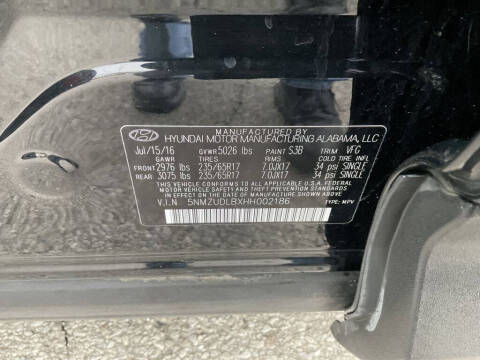 MANUFACTURED BY
HYUNDAI MOTOR MANUFACTURING ALABAMA, LLC
Jul/15/16 GVWR 5026 lbs PAINT S3B TRIM VFG
GAWR TIRES RIMS COLD TIRE INFLATION
FRONT 2976 lbs 235/65R17 7.0JX17 34 psi SINGLE
REAR 3075 lbs 235/65R17 7.0JX17 34 psi SINGLE
THIS VEHICLE CONFORMS TO ALL APPLICABLE U.S.A. FEDERAL
MOTOR VEHICLE SAFETY AND THEFT PREVENTION STANDARDS
IN EFFECT ON THE DATE OF MANUFACTURE SHOWN ABOVE.
V.I.N 5NMZUDLBXHH002186 TYPE: MPV